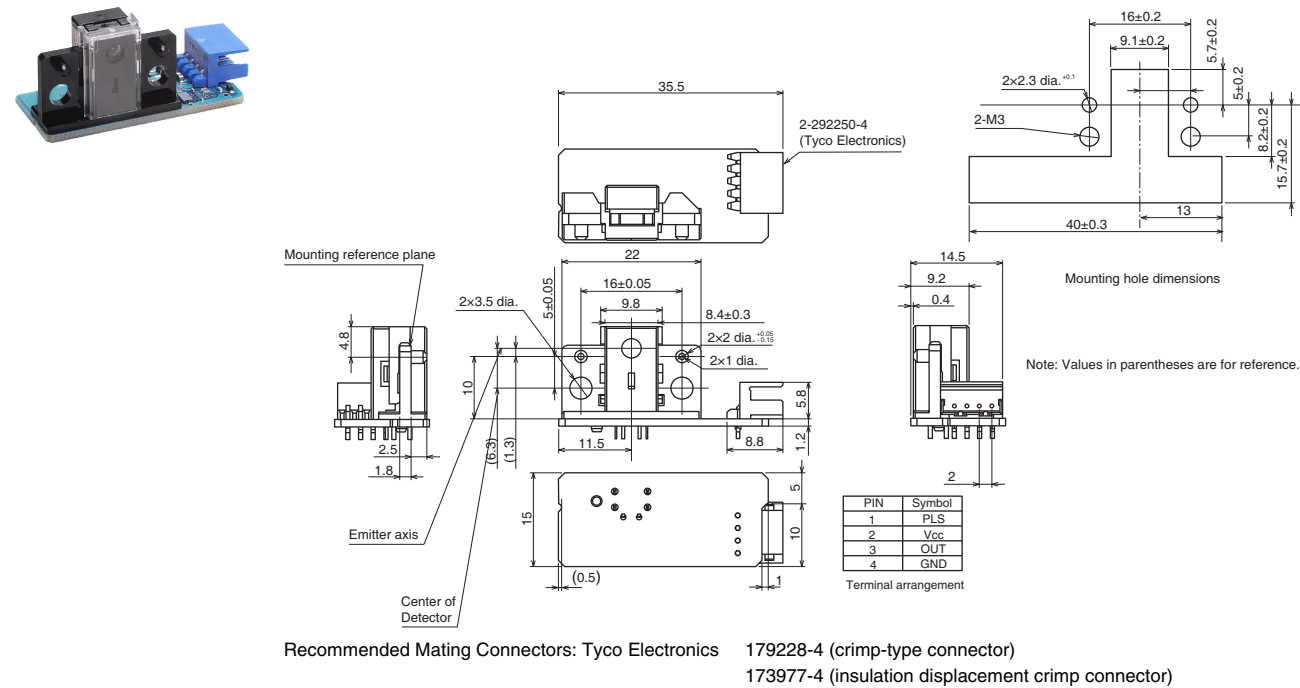 16±0.2
9.1±0.2
5.7±0.2
2×2.3 dia. +0.1
5±0.2
2-M3
8.2±0.2
15.7±0.2
13
40±0.3
Mounting hole dimensions
35.5
2-292250-4
(Tyco Electronics)
Mounting reference plane
22
16±0.05
9.8
5±0.05
2×3.5 dia.
8.4±0.3
2×2 dia. +0.05
-0.15
2×1 dia.
4.8
10
2.5
1.8
(6.3)
(1.3)
11.5
8.8
5.8
1.2
14.5
9.2
0.4
2
Note: Values in parentheses are for reference.
Emitter axis
Center of
Detector
15
5
10
(0.5)
1
PIN Symbol
1 PLS
2 Vcc
3 OUT
4 GND
Terminal arrangement
Recommended Mating Connectors: Tyco Electronics 179228-4 (crimp-type connector)
173977-4 (insulation displacement crimp connector)